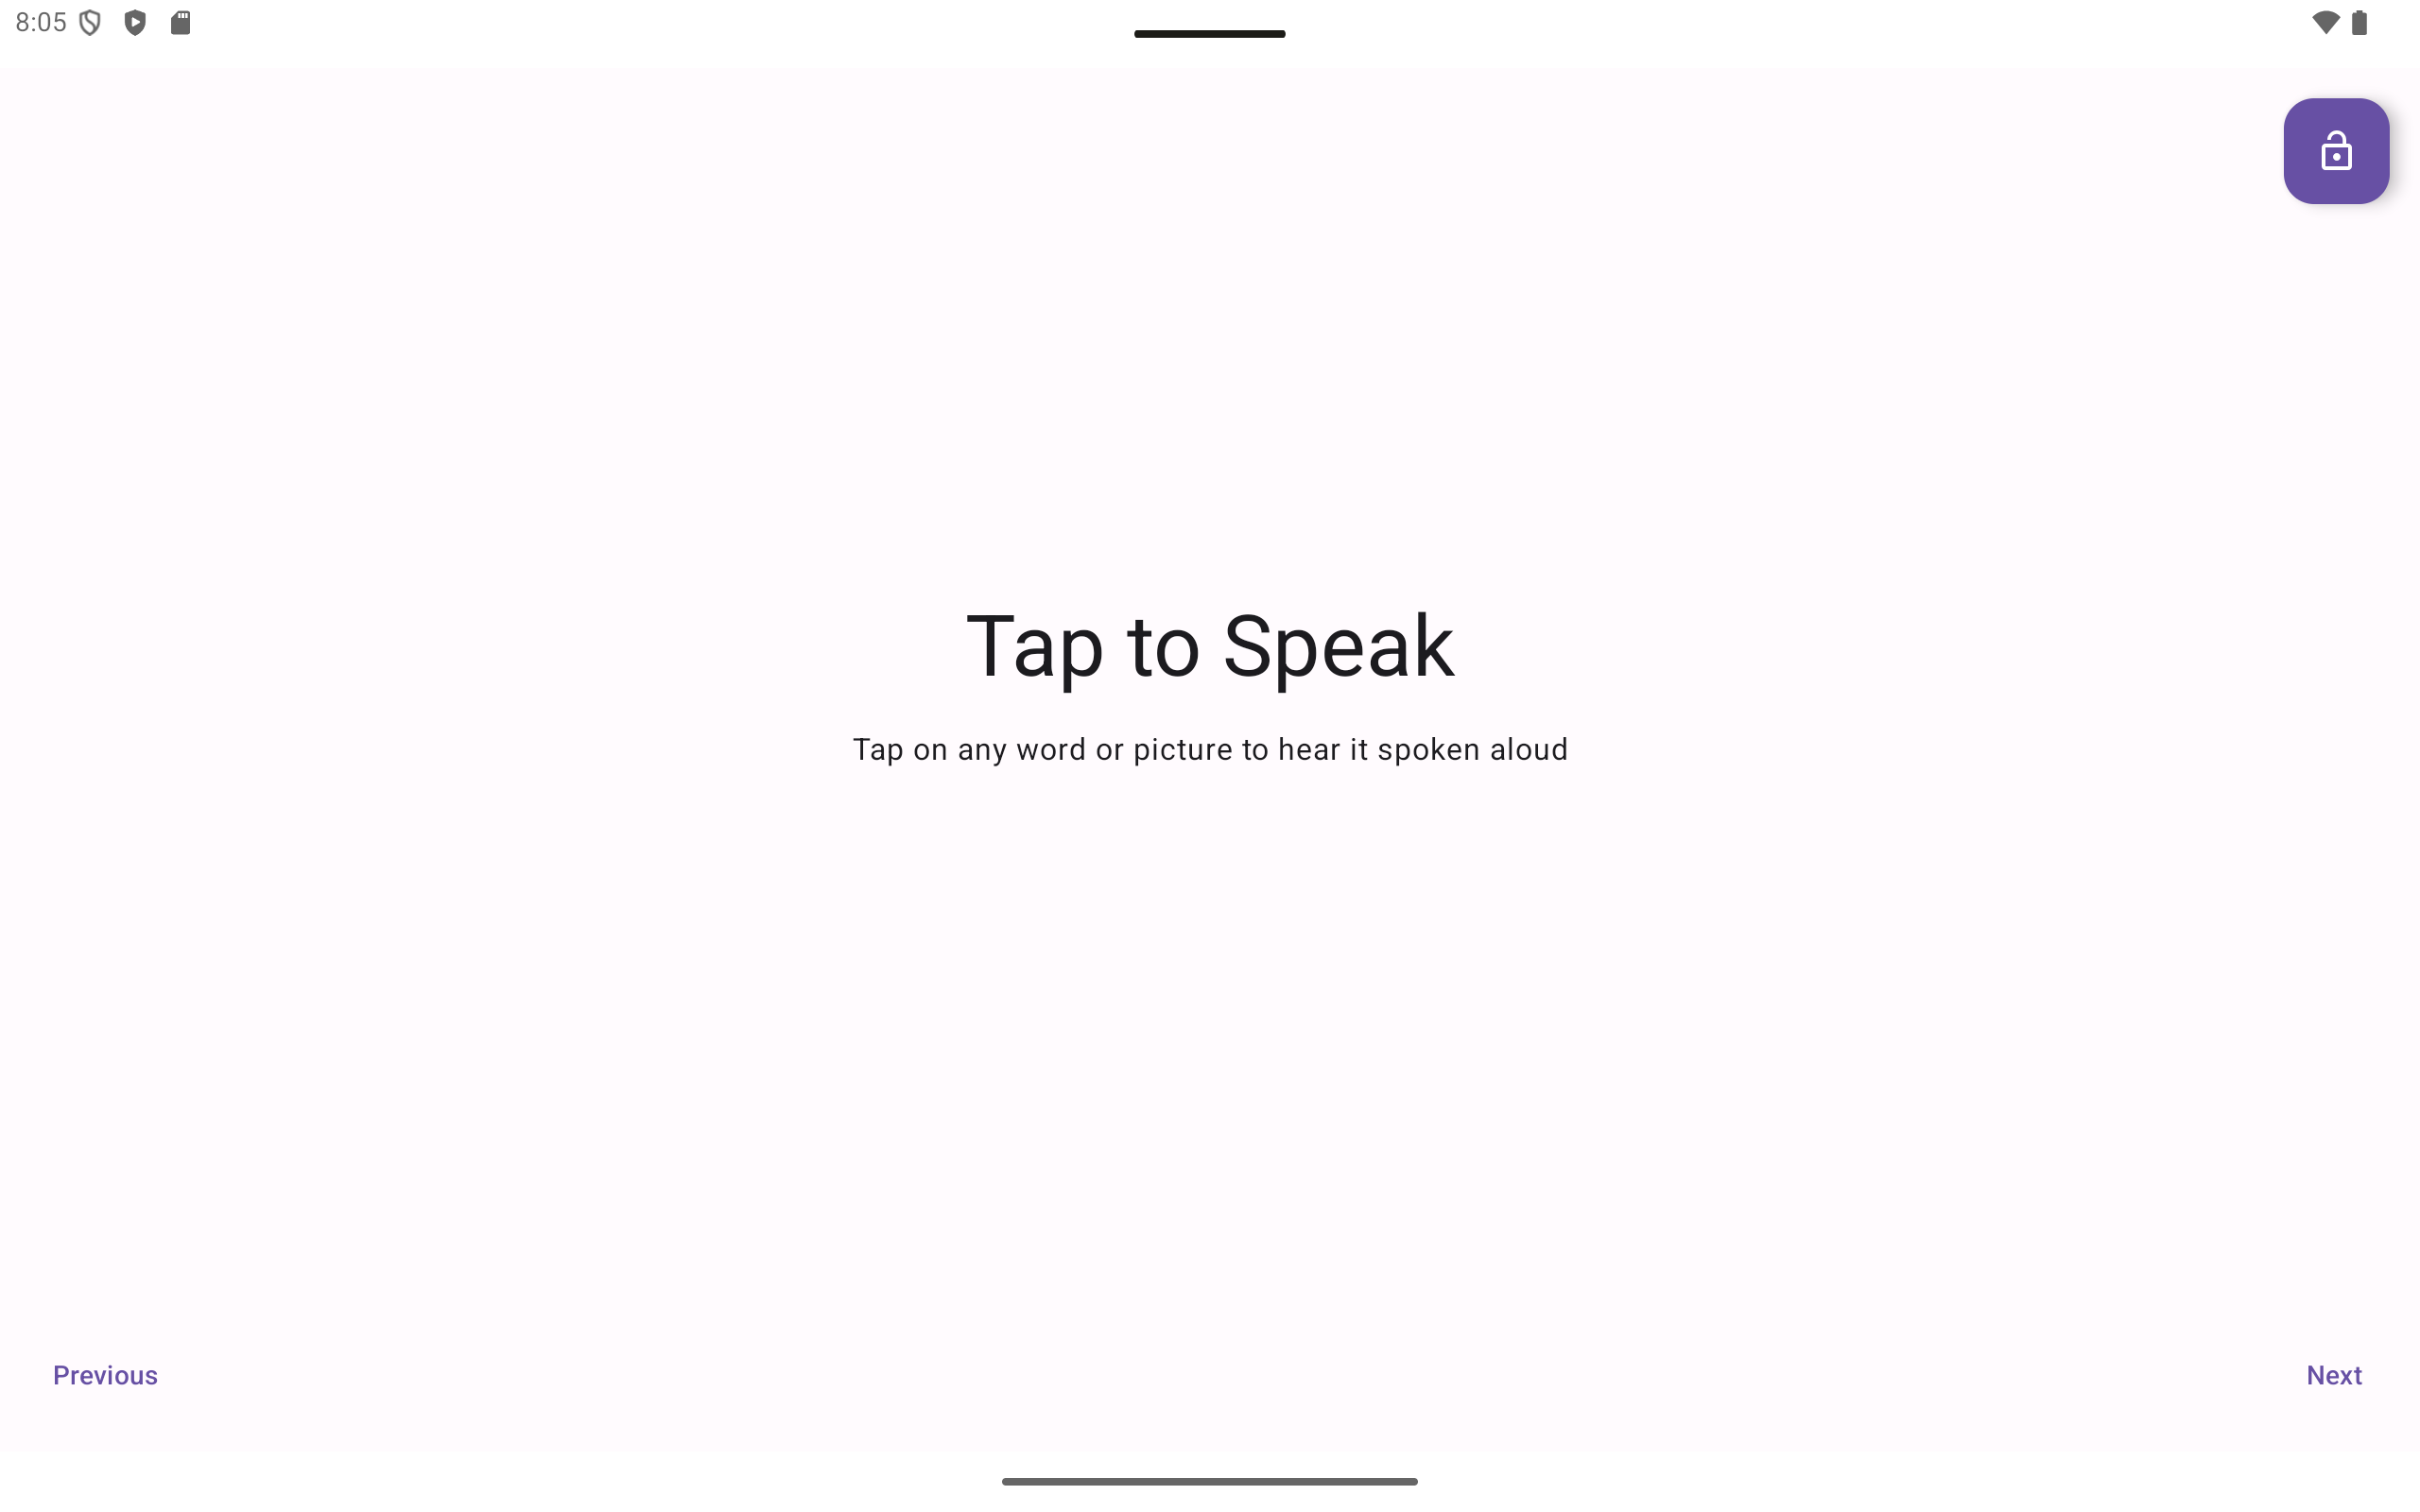 8:05
Tap to Speak
Tap on any word or picture to hear it spoken aloud
Previous
Next